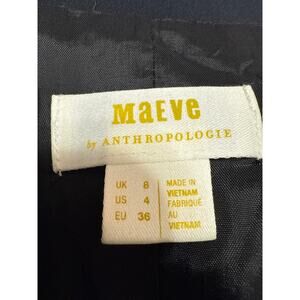 MaEVe
by ANTHROPOLOGIE
UK 8
US 4
EU 36
MADE IN
VIETNAM
FABRIQUÉ
AU
VIETNAM